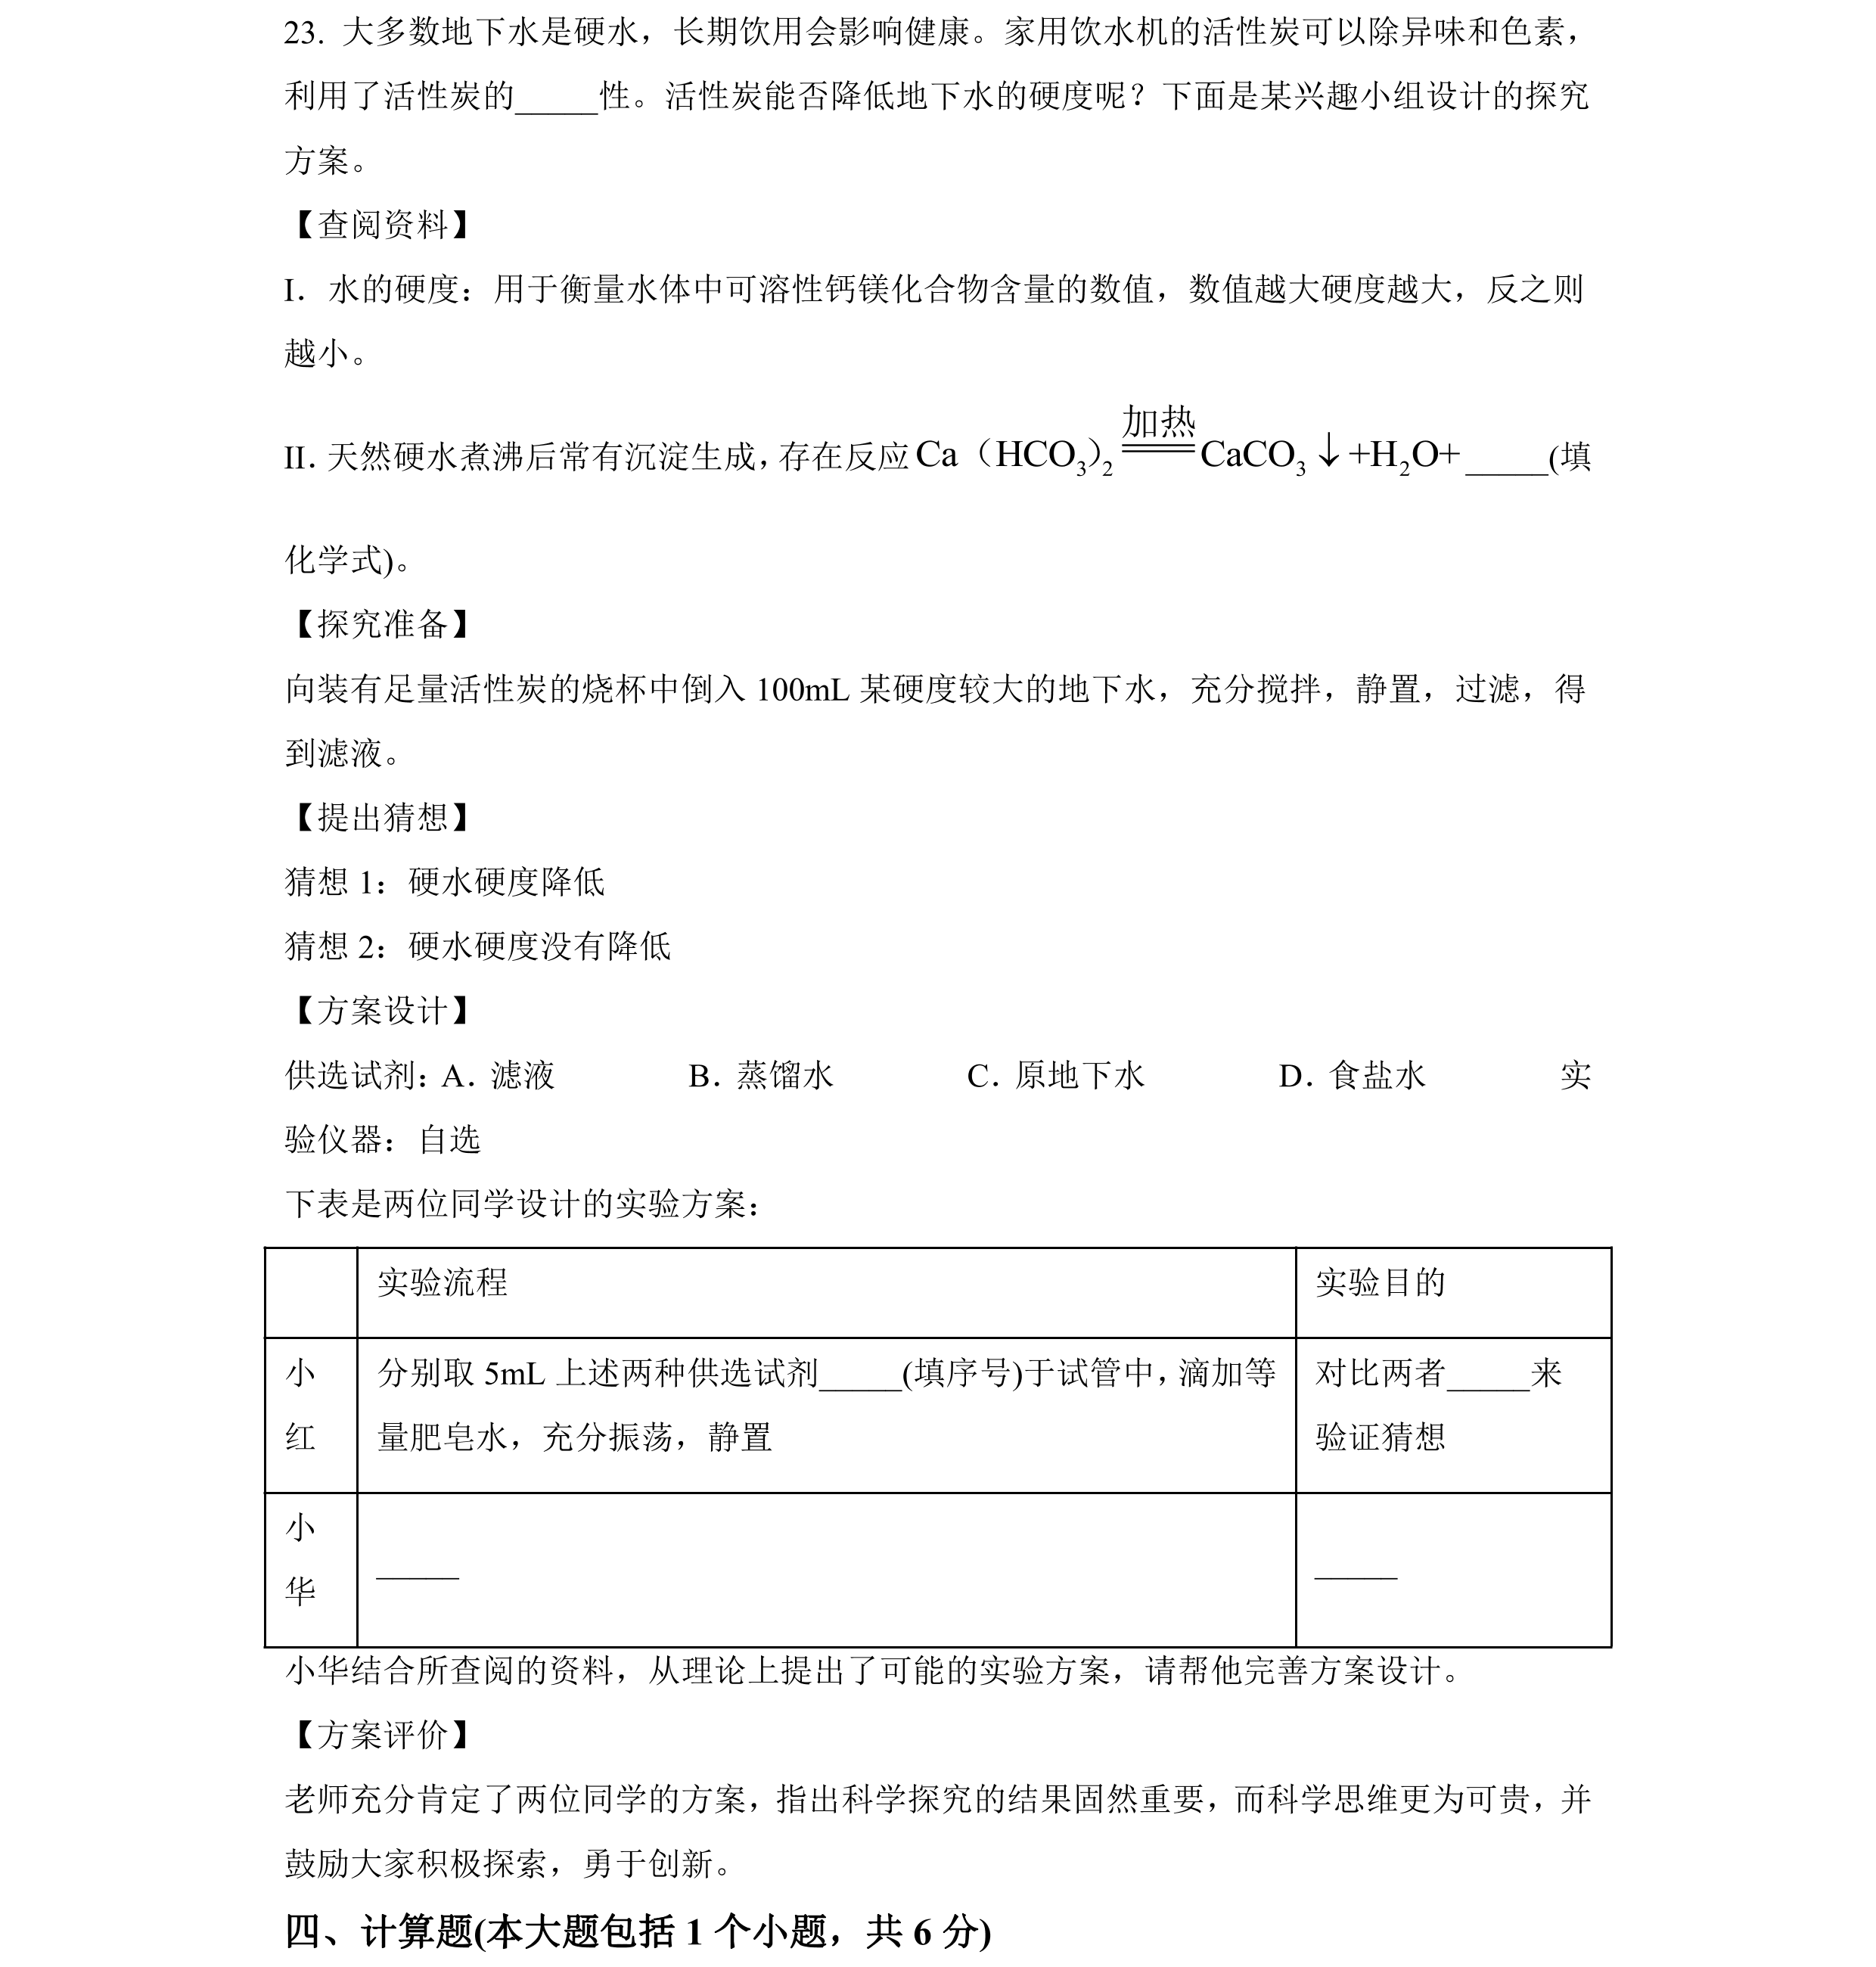 23. 大多数地下水是硬水，长期饮用会影响健康。家用饮水机的活性炭可以除异味和色素，
利用了活性炭的_____性。活性炭能否降低地下水的硬度呢？下面是某兴趣小组设计的探究
方案。
【查阅资料】
I．水的硬度：用于衡量水体中可溶性钙镁化合物含量的数值，数值越大硬度越大，反之则
越小。
II．天然硬水煮沸后常有沉淀生成，存在反应Ca（HCO₃）₂ 加热══ CaCO₃↓+H₂O+_____(填
化学式)。
【探究准备】
向装有足量活性炭的烧杯中倒入 100mL 某硬度较大的地下水，充分搅拌，静置，过滤，得
到滤液。
【提出猜想】
猜想 1：硬水硬度降低
猜想 2：硬水硬度没有降低
【方案设计】
供选试剂：A．滤液 B．蒸馏水 C．原地下水 D．食盐水 实
验仪器：自选
下表是两位同学设计的实验方案：
实验流程 实验目的
小红 分别取 5mL 上述两种供选试剂_____(填序号)于试管中，滴加等 对比两者_____来
量肥皂水，充分振荡，静置 验证猜想
小华 _____ _____
小华结合所查阅的资料，从理论上提出了可能的实验方案，请帮他完善方案设计。
【方案评价】
老师充分肯定了两位同学的方案，指出科学探究的结果固然重要，而科学思维更为可贵，并
鼓励大家积极探索，勇于创新。
四、计算题(本大题包括 1 个小题，共 6 分)